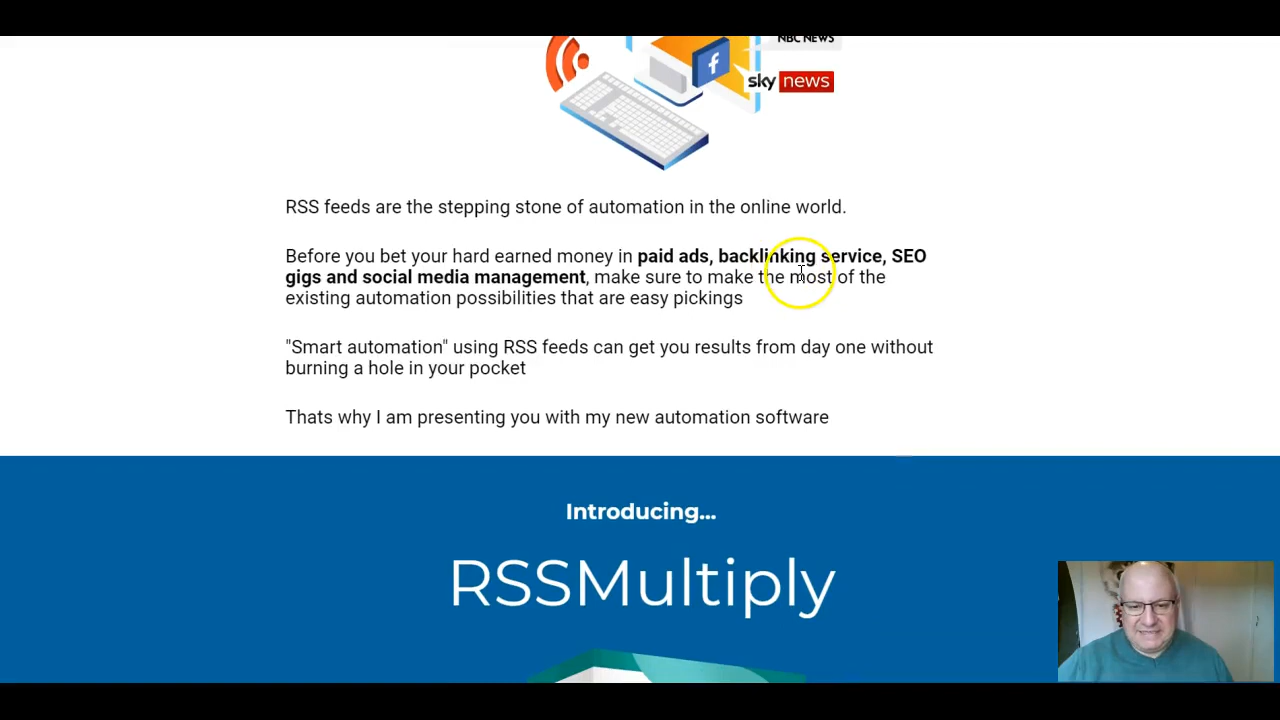 NBC NEWS
f
sky news
RSS feeds are the stepping stone of automation in the online world.
Before you bet your hard earned money in paid ads, backlinking service, SEO
gigs and social media management, make sure to make the most of the
existing automation possibilities that are easy pickings
"Smart automation" using RSS feeds can get you results from day one without
burning a hole in your pocket
Thats why I am presenting you with my new automation software
Introducing...
RSSMultiply